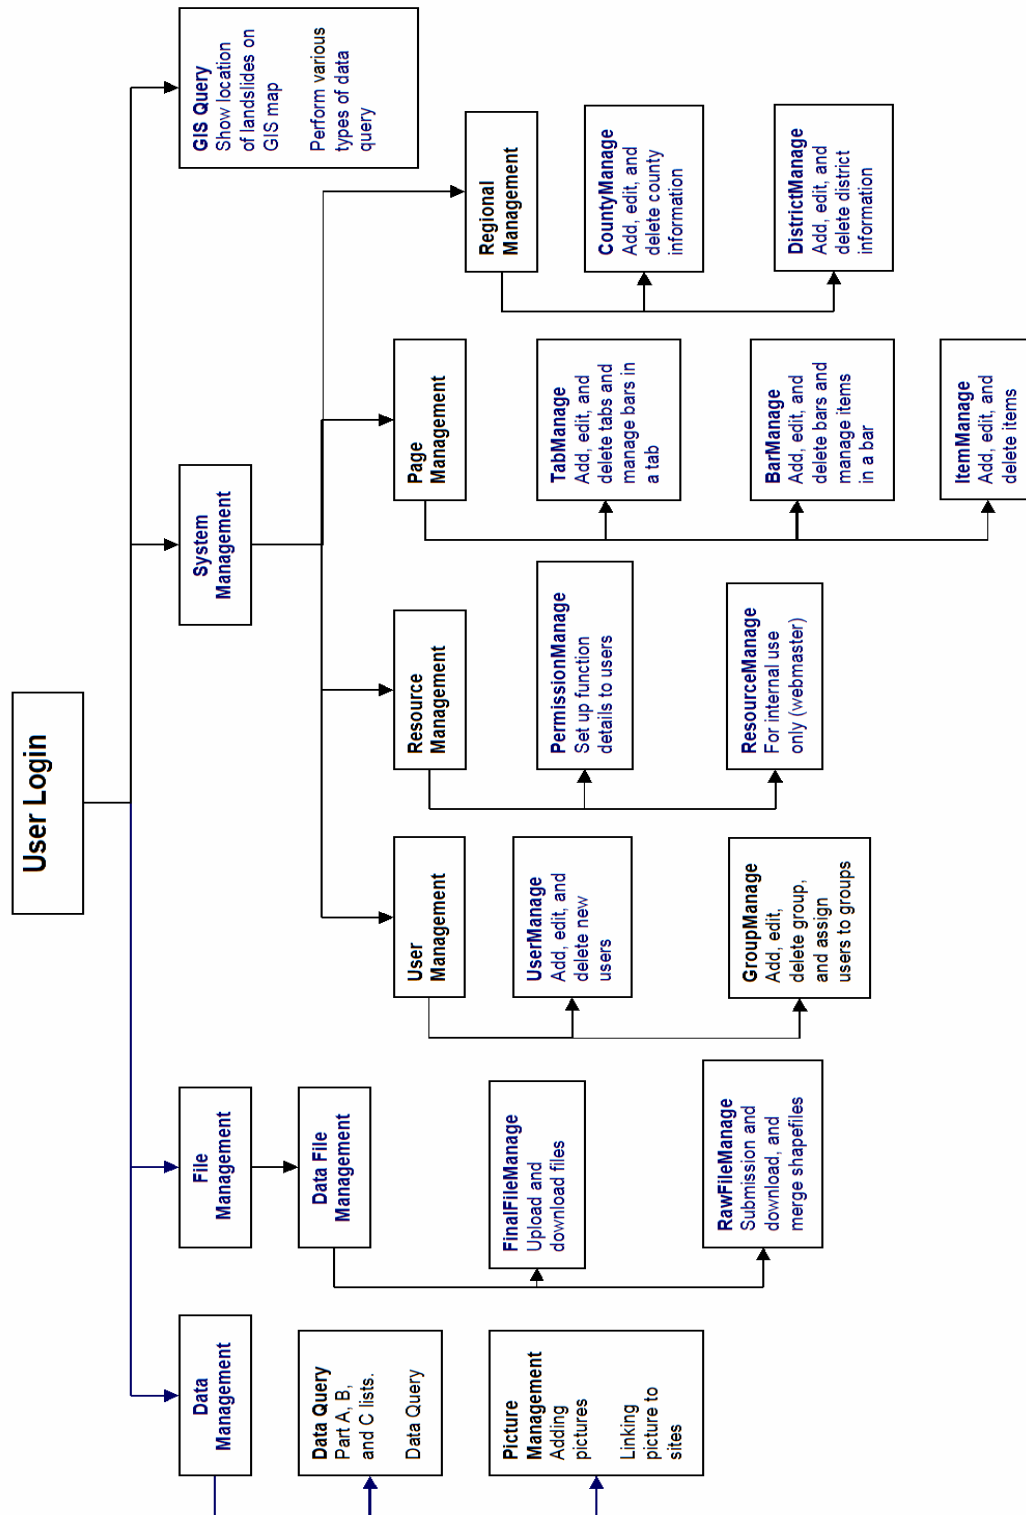 User Login
Data
Management
Data Query
Part A, B,
and C lists.
Data Query
Picture
Management
Adding
pictures
Linking
picture to
sites
File
Management
Data File
Management
FinalFileManage
Upload and
download files
RawFileManage
Submission and
download, and
merge shapefiles
System
Management
User
Management
UserManage
Add, edit, and
delete new
users
GroupManage
Add, edit,
delete group,
and assign
users to groups
Resource
Management
PermissionManage
Set up function
details to users
ResourceManage
For internal use
only (webmaster)
Page
Management
TabManage
Add, edit, and
delete tabs and
manage bars in
a tab
BarManage
Add, edit, and
delete bars and
manage items
in a bar
ItemManage
Add, edit, and
delete items
Regional
Management
CountyManage
Add, edit, and
delete county
information
DistrictManage
Add, edit, and
delete district
information
GIS Query
Show location
of landslides on
GIS map
Perform various
types of data
query